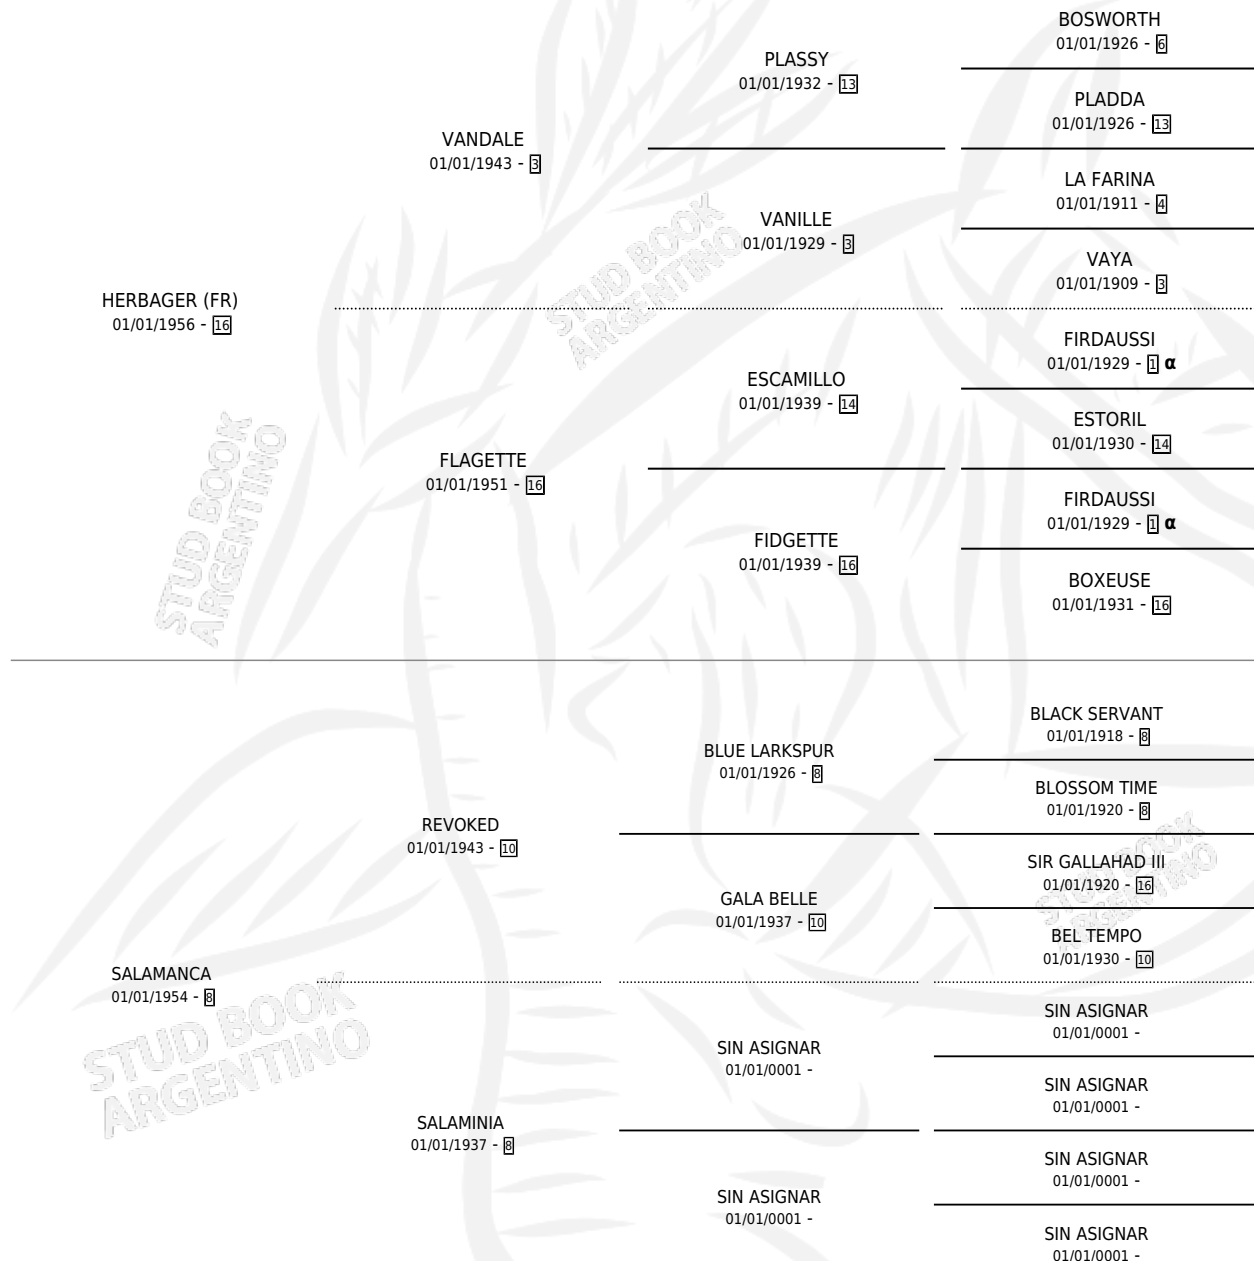 BOSWORTH
01/01/1926 - 6
PLASSY
01/01/1932 - 13
PLADDA
01/01/1926 - 13
VANDALE
01/01/1943 - 3
LA FARINA
01/01/1911 - 4
VANILLE
01/01/1929 - 3
VAYA
01/01/1909 - 3
HERBAGER (FR)
01/01/1956 - 16
FIRDAUSSI
01/01/1929 - 1 α
ESCAMILLO
01/01/1939 - 14
ESTORIL
01/01/1930 - 14
FLAGETTE
01/01/1951 - 16
FIRDAUSSI
01/01/1929 - 1 α
FIDGETTE
01/01/1939 - 16
BOXEUSE
01/01/1931 - 16
BLACK SERVANT
01/01/1918 - 8
BLUE LARKSPUR
01/01/1926 - 8
BLOSSOM TIME
01/01/1920 - 8
REVOKED
01/01/1943 - 10
SIR GALLAHAD III
01/01/1920 - 16
GALA BELLE
01/01/1937 - 10
BEL TEMPO
01/01/1930 - 10
SALAMANCA
01/01/1954 - 8
SIN ASIGNAR
01/01/0001 -
SIN ASIGNAR
01/01/0001 -
SIN ASIGNAR
01/01/0001 -
SALAMINIA
01/01/1937 - 8
SIN ASIGNAR
01/01/0001 -
SIN ASIGNAR
01/01/0001 -
SIN ASIGNAR
01/01/0001 -
STUD BOOK
ARGENTINO
STUD BOOK
ARGENTINO
STUD BOOK
ARGENTINO
STUD BOOK
ARGENTINO